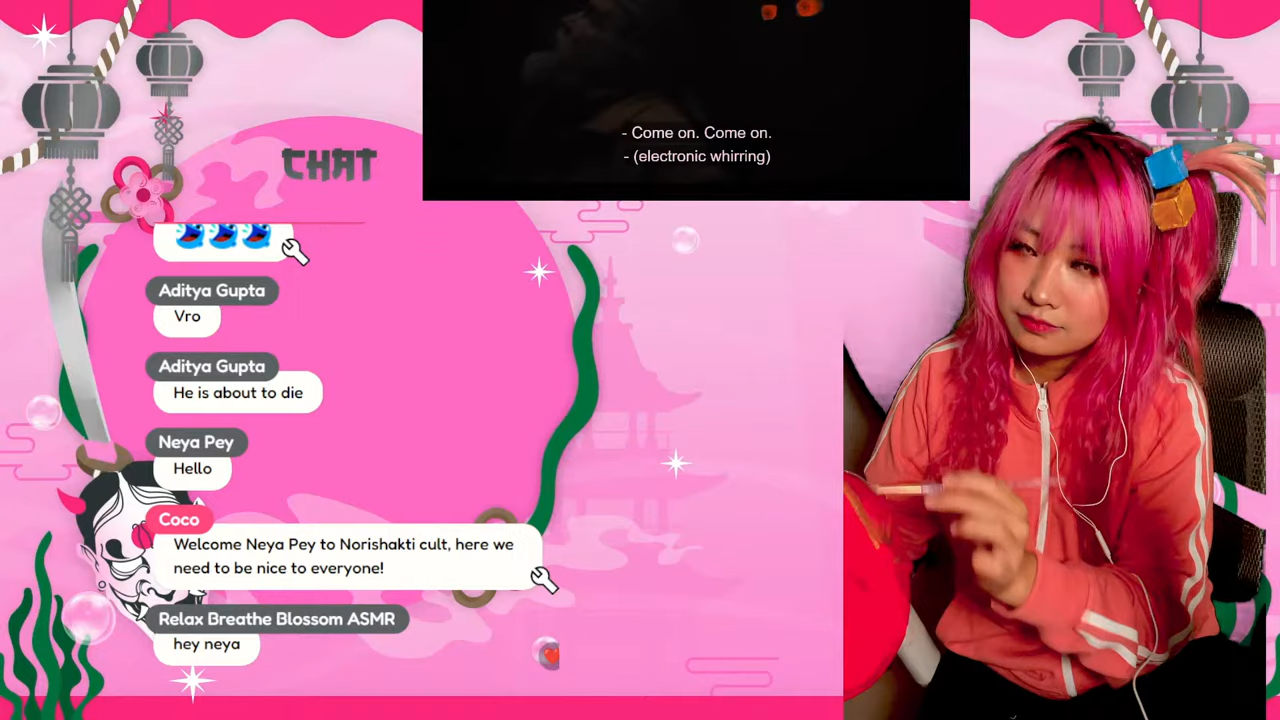 - Come on. Come on.
- (electronic whirring)
CHAT
Aditya Gupta
Vro
Aditya Gupta
He is about to die
Neya Pey
Hello
Coco
Welcome Neya Pey to Norishakti cult, here we
need to be nice to everyone!
Relax Breathe Blossom ASMR
hey neya